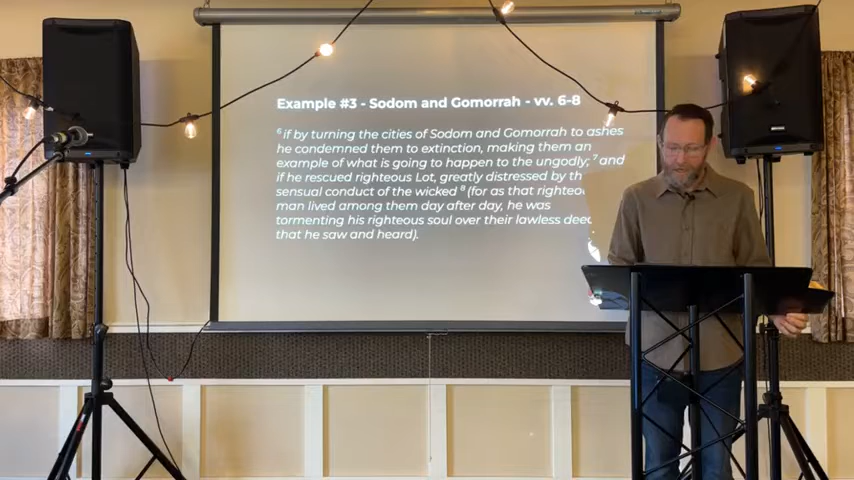 Example #3 - Sodom and Gomorrah - vv. 6-8
6 if by turning the cities of Sodom and Gomorrah to ashes
he condemned them to extinction, making them an
example of what is going to happen to the ungodly; 7 and
if he rescued righteous Lot, greatly distressed by th
sensual conduct of the wicked 8 (for as that righteou
man lived among them day after day, he was
tormenting his righteous soul over their lawless deed
that he saw and heard).